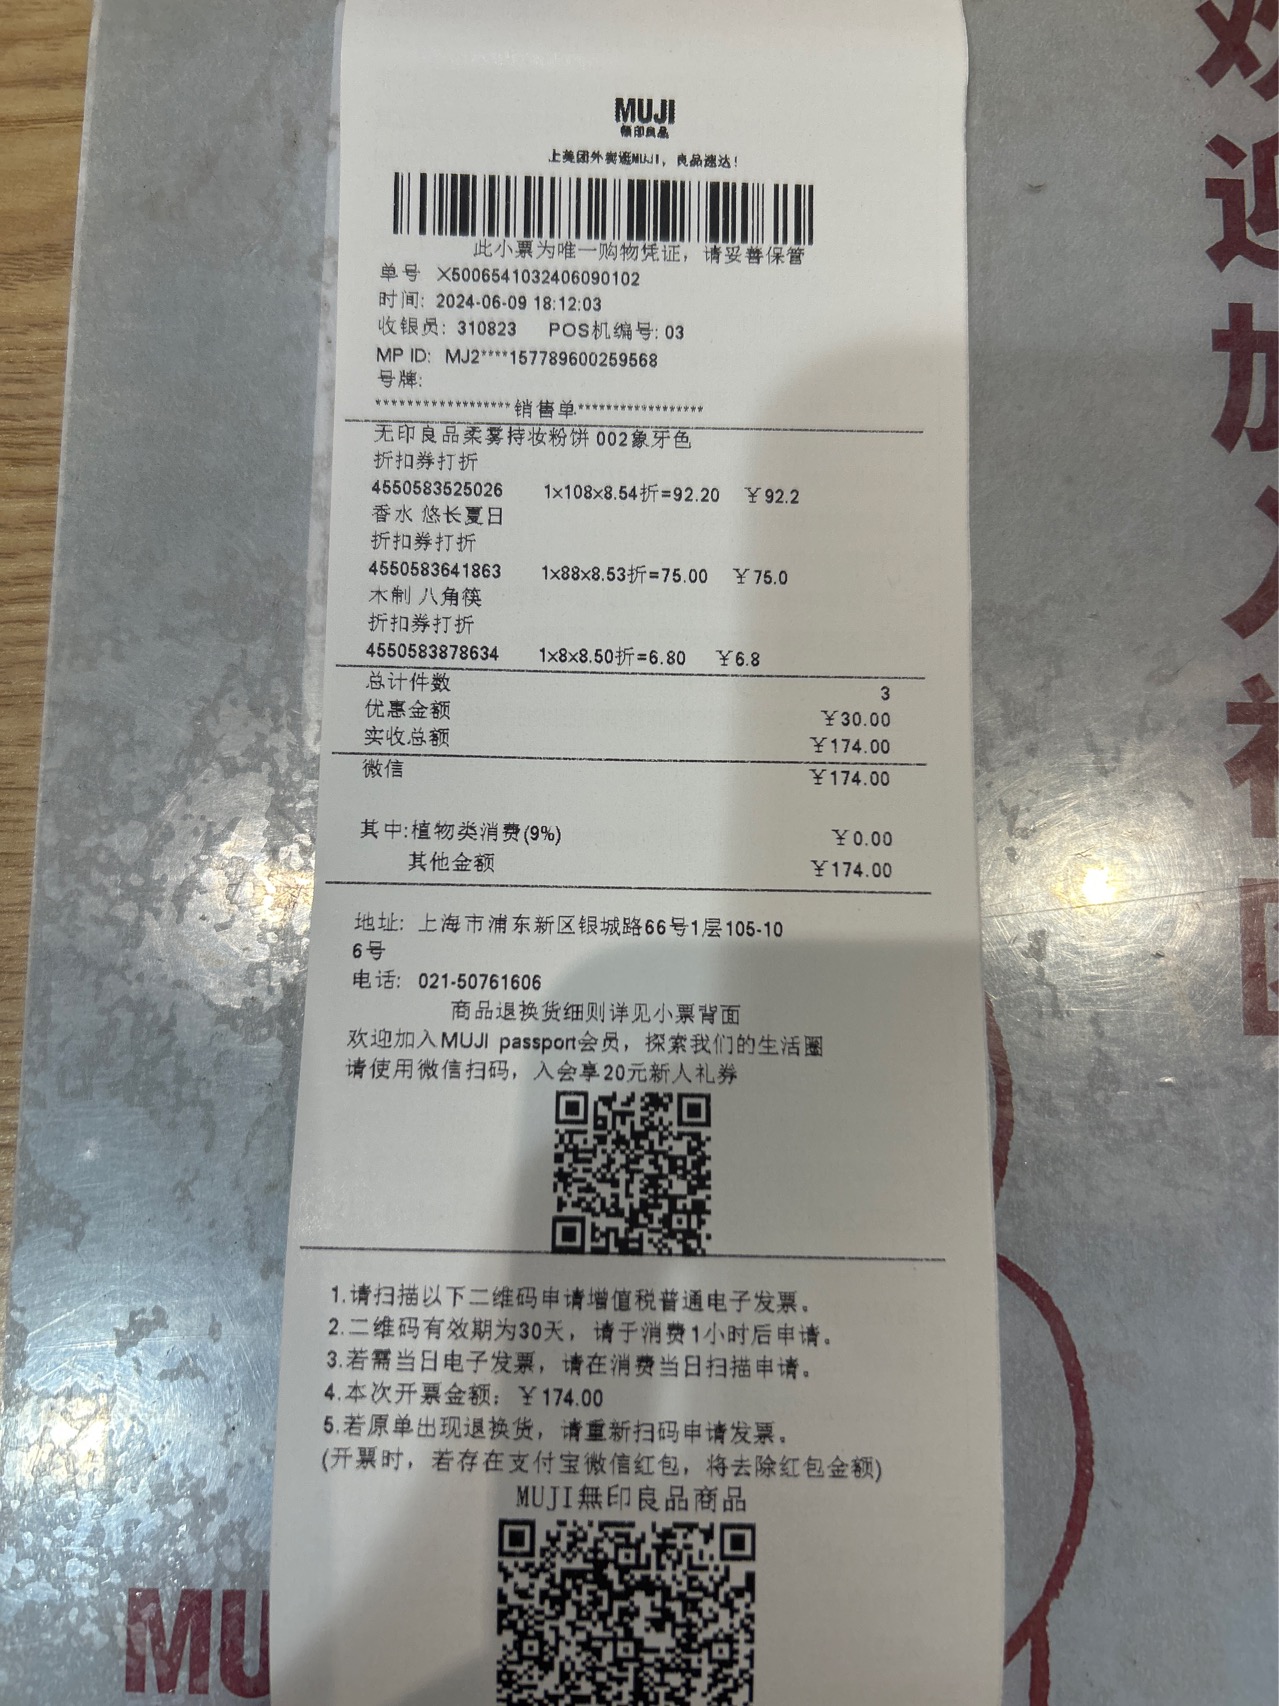 MUJI
無印良品
上美团外卖逛MUJI，良品速达！
此小票为唯一购物凭证，请妥善保管
单号 X5006541032406090102
时间: 2024-06-09 18:12:03
收银员: 310823 POS机编号: 03
MP ID: MJ2****157789600259568
号牌:
*****************销售单****************
无印良品柔雾持妆粉饼 002象牙色
折扣券打折
4550583525026 1x108x8.54折=92.20 ￥92.2
香水 悠长夏日
折扣券打折
4550583641863 1x88x8.53折=75.00 ￥75.0
木制 八角筷
折扣券打折
4550583878634 1x8x8.50折=6.80 ￥6.8
总计件数 3
优惠金额 ￥30.00
实收总额 ￥174.00
微信 ￥174.00
其中:植物类消费(9%) ￥0.00
其他金额 ￥174.00
地址: 上海市浦东新区银城路66号1层105-10
6号
电话: 021-50761606
商品退换货细则详见小票背面
欢迎加入MUJI passport会员，探索我们的生活圈
请使用微信扫码，入会享20元新人礼券
1.请扫描以下二维码申请增值税普通电子发票。
2.二维码有效期为30天，请于消费1小时后申请。
3.若需当日电子发票，请在消费当日扫描申请。
4.本次开票金额: ￥174.00
5.若原单出现退换货，请重新扫码申请发票。
(开票时，若存在支付宝微信红包，将去除红包金额)
MUJI無印良品商品
欢迎加入
MU